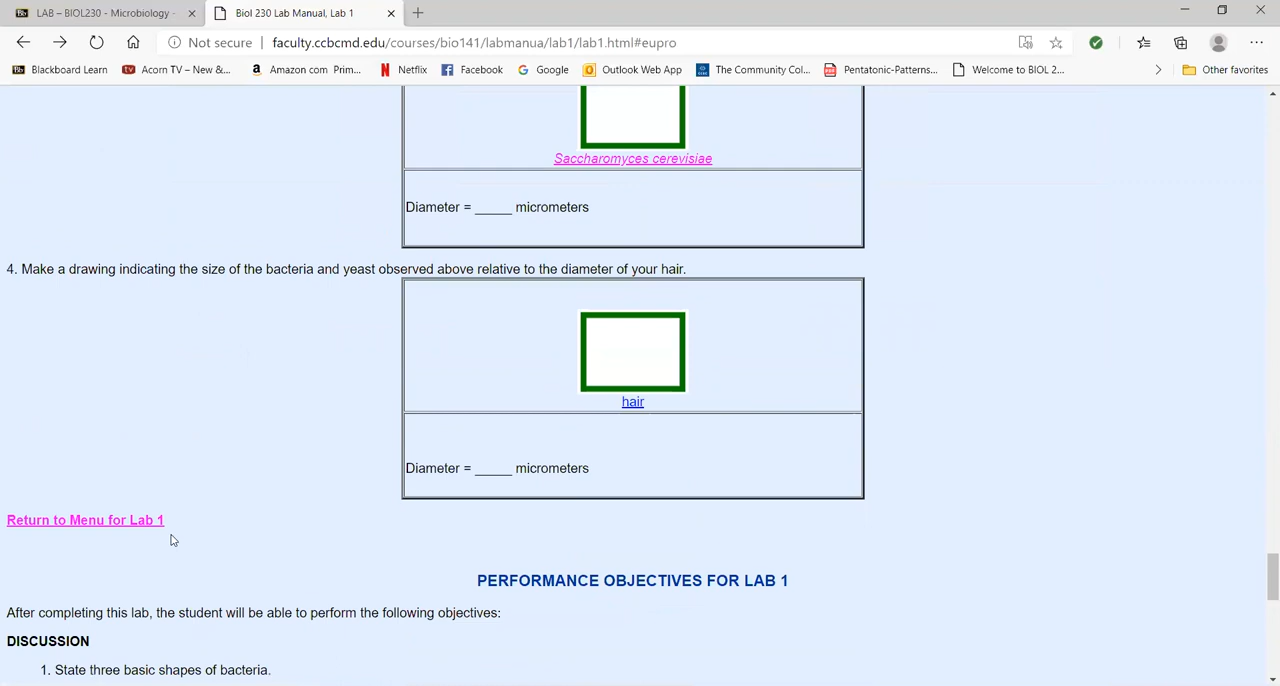 LAB – BIOL230 - Microbiology -
Biol 230 Lab Manual, Lab 1
Not secure | faculty.ccbcmd.edu/courses/bio141/labmanua/lab1/lab1.html#eupro
Bb Blackboard Learn
Acorn TV – New &...
Amazon com Prim...
Netflix
Facebook
Google
Outlook Web App
The Community Col...
Pentatonic-Patterns...
Welcome to BIOL 2...
Other favorites
Saccharomyces cerevisiae
Diameter = _____ micrometers
4. Make a drawing indicating the size of the bacteria and yeast observed above relative to the diameter of your hair.
hair
Diameter = _____ micrometers
Return to Menu for Lab 1
PERFORMANCE OBJECTIVES FOR LAB 1
After completing this lab, the student will be able to perform the following objectives:
DISCUSSION
1. State three basic shapes of bacteria.